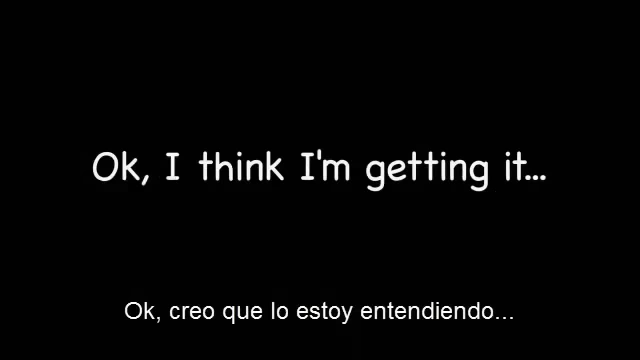 Ok, I think I'm getting it...
Ok, creo que lo estoy entendiendo...